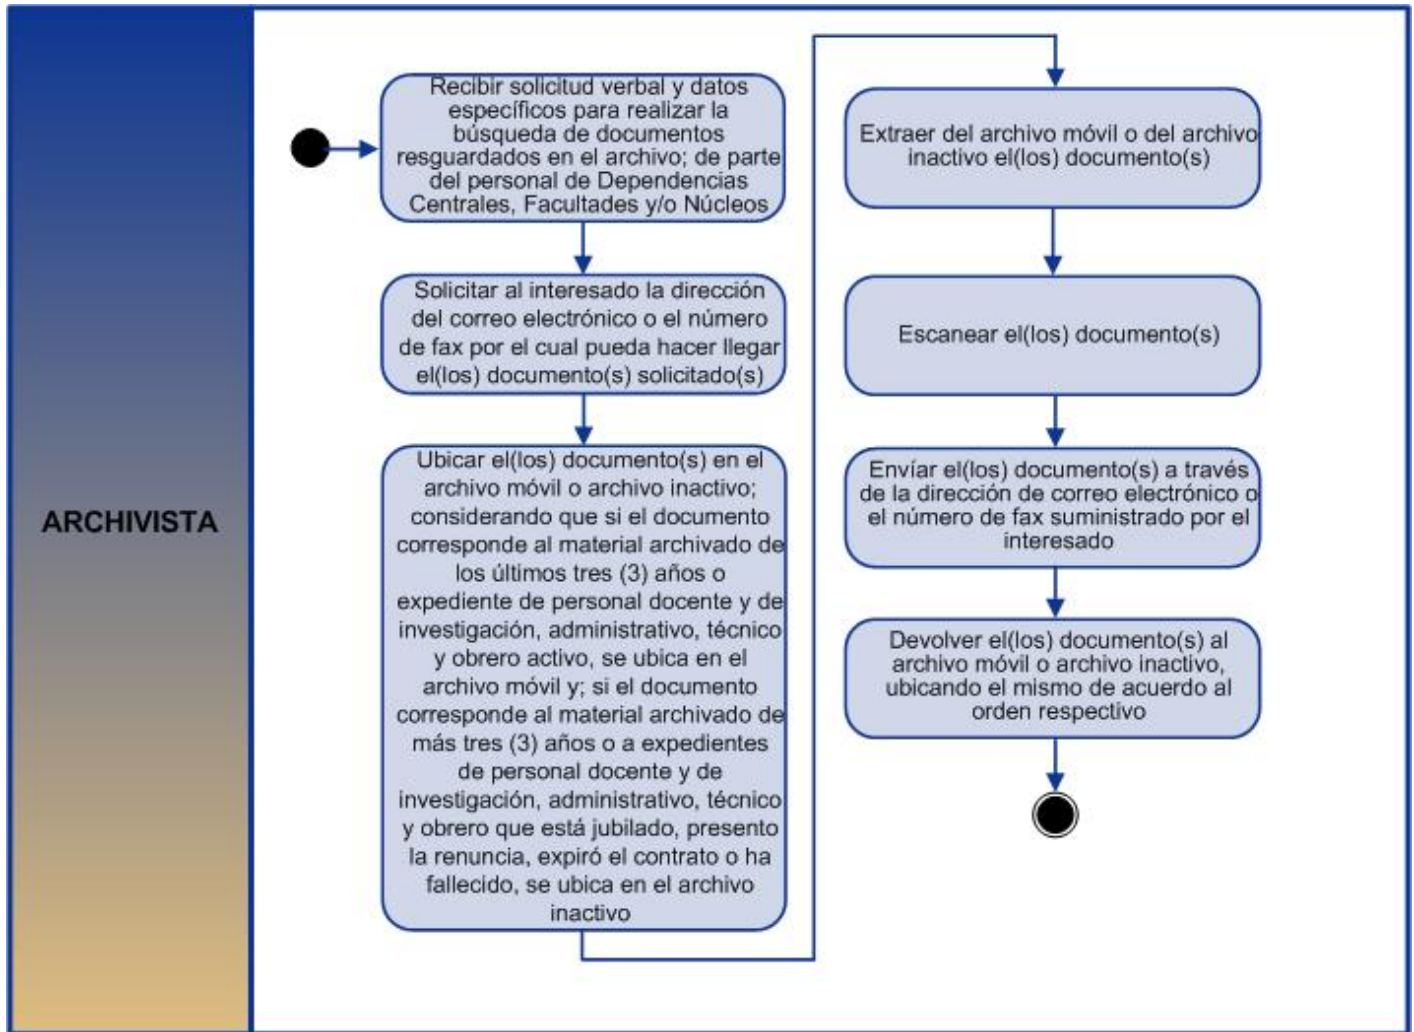 ARCHIVISTA
Recibir solicitud verbal y datos
específicos para realizar la
búsqueda de documentos
resguardados en el archivo; de parte
del personal de Dependencias
Centrales, Facultades y/o Núcleos
Solicitar al interesado la dirección
del correo electrónico o el número
de fax por el cual pueda hacer llegar
el(los) documento(s) solicitado(s)
Ubicar el(los) documento(s) en el
archivo móvil o archivo inactivo;
considerando que si el documento
corresponde al material archivado de
los últimos tres (3) años o
expediente de personal docente y de
investigación, administrativo, técnico
y obrero activo, se ubica en el
archivo móvil y; si el documento
corresponde al material archivado de
más tres (3) años o a expedientes
de personal docente y de
investigación, administrativo, técnico
y obrero que está jubilado, presento
la renuncia, expiró el contrato o ha
fallecido, se ubica en el archivo
inactivo
Extraer del archivo móvil o del archivo
inactivo el(los) documento(s)
Escanear el(los) documento(s)
Envíar el(los) documento(s) a través
de la dirección de correo electrónico o
el número de fax suministrado por el
interesado
Devolver el(los) documento(s) al
archivo móvil o archivo inactivo,
ubicando el mismo de acuerdo al
orden respectivo